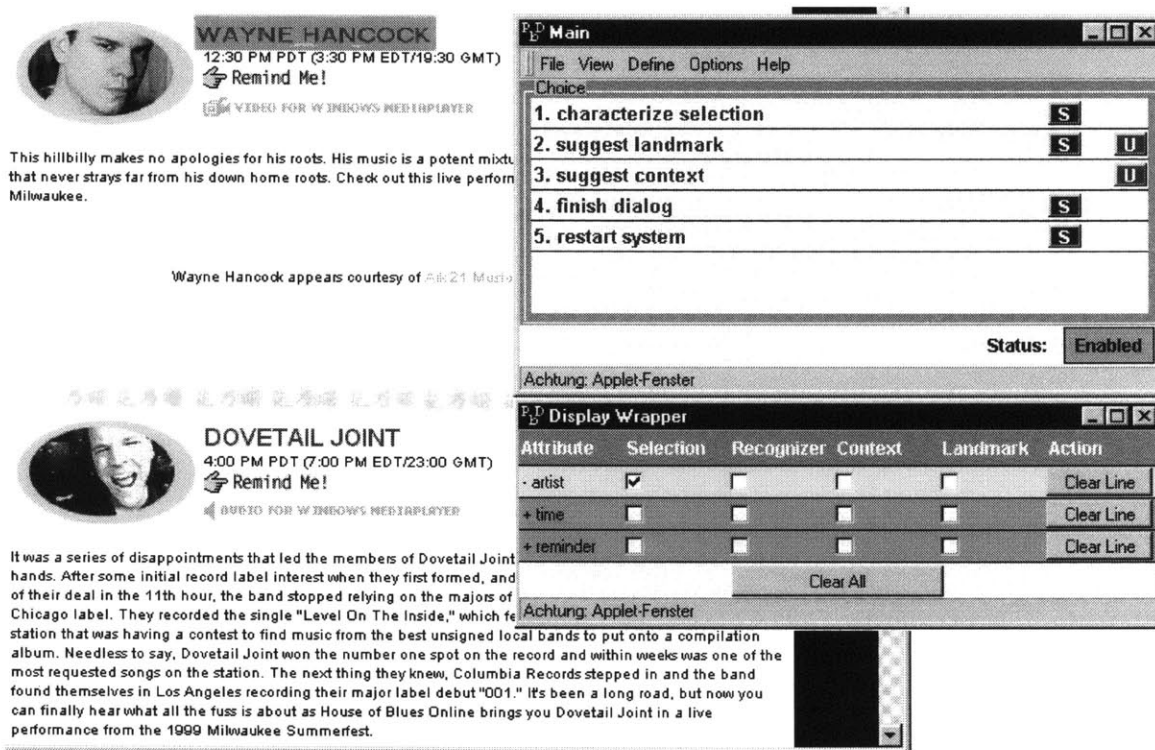 WAYNE HANCOCK
12:30 PM PDT (3:30 PM EDT/19:30 GMT)
Remind Me!
VIDEO FOR WINDOWS MEDIAPLAYER
This hillbilly makes no apologies for his roots. His music is a potent
that never strays far from his down home roots. Check out this live
Milwaukee.
Wayne Hancock appears courtesy of
DOVETAIL JOINT
4:00 PM PDT (7:00 PM EDT/23:00 GMT)
Remind Me!
AUDIO FOR WINDOWS MEDIAPLAYER
It was a series of disappointments that led the members of Dovetail Joint
hands. After some initial record label interest when they first formed, and
of their deal in the 11th hour, the band stopped relying on the majors of
Chicago label. They recorded the single "Level On The Inside," which
station that was having a contest to find music from the best unsigned local bands to put onto a compilation
album. Needless to say, Dovetail Joint won the number one spot on the record and within weeks was one of the
most requested songs on the station. The next thing they knew, Columbia Records stepped in and the band
found themselves in Los Angeles recording their major label debut "001." It's been a long road, but now you
can finally hear what all the fuss is about as House of Blues Online brings you Dovetail Joint in a live
performance from the 1999 Milwaukee Summerfest.
Main
File View Define Options Help
Choice
1. characterize selection S
2. suggest landmark S U
3. suggest context U
4. finish dialog S
5. restart system S
Status: Enabled
Achtung: Applet-Fenster
Display Wrapper
Attribute Selection Recognizer Context Landmark Action
- artist Clear Line
+ time Clear Line
+ reminder Clear Line
Clear All
Achtung: Applet-Fenster